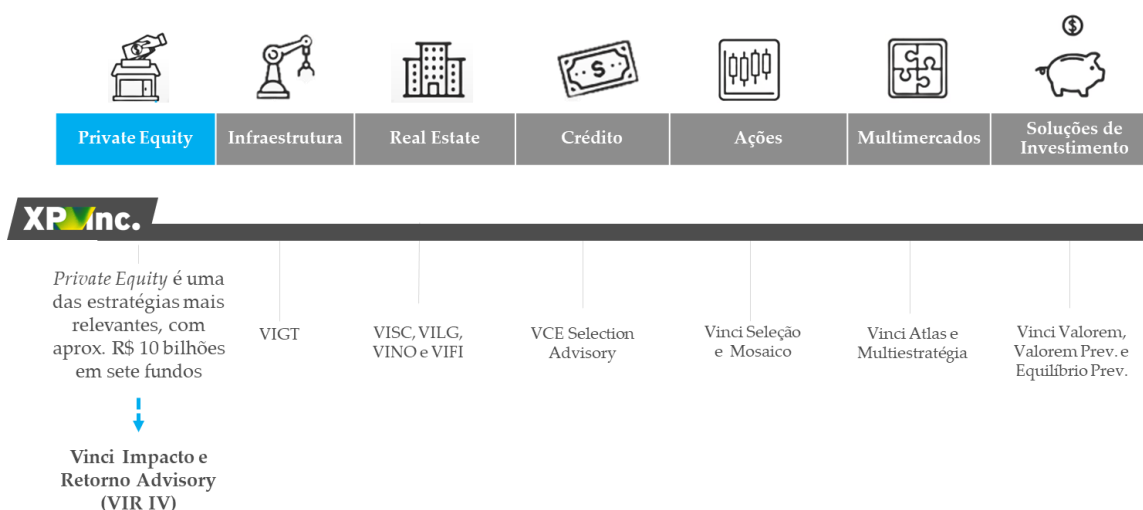 Private Equity
Infraestrutura
Real Estate
Crédito
Ações
Multimercados
Soluções de
Investimento
XP inc.
Private Equity é uma
das estratégias mais
relevantes, com
aprox. R$ 10 bilhões
em sete fundos
Vinci Impacto e
Retorno Advisory
(VIR IV)
VIGT
VISC, VILG,
VINO e VIFI
VCE Selection
Advisory
Vinci Seleção
e Mosaico
Vinci Atlas e
Multiestratégia
Vinci Valorem,
Valorem Prev. e
Equilíbrio Prev.